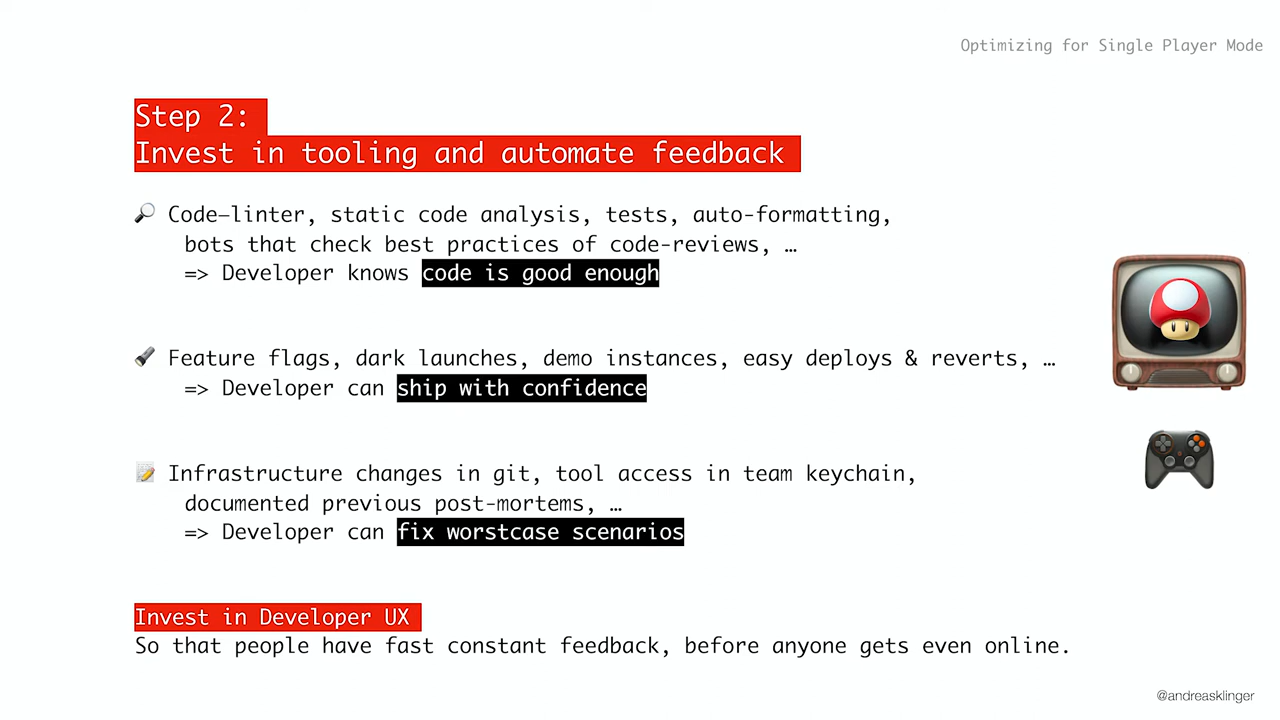 Optimizing for Single Player Mode
Step 2:
Invest in tooling and automate feedback
Code–linter, static code analysis, tests, auto-formatting,
bots that check best practices of code-reviews, …
=> Developer knows code is good enough
Feature flags, dark launches, demo instances, easy deploys & reverts, …
=> Developer can ship with confidence
Infrastructure changes in git, tool access in team keychain,
documented previous post-mortems, …
=> Developer can fix worstcase scenarios
Invest in Developer UX
So that people have fast constant feedback, before anyone gets even online.
@andreasklinger